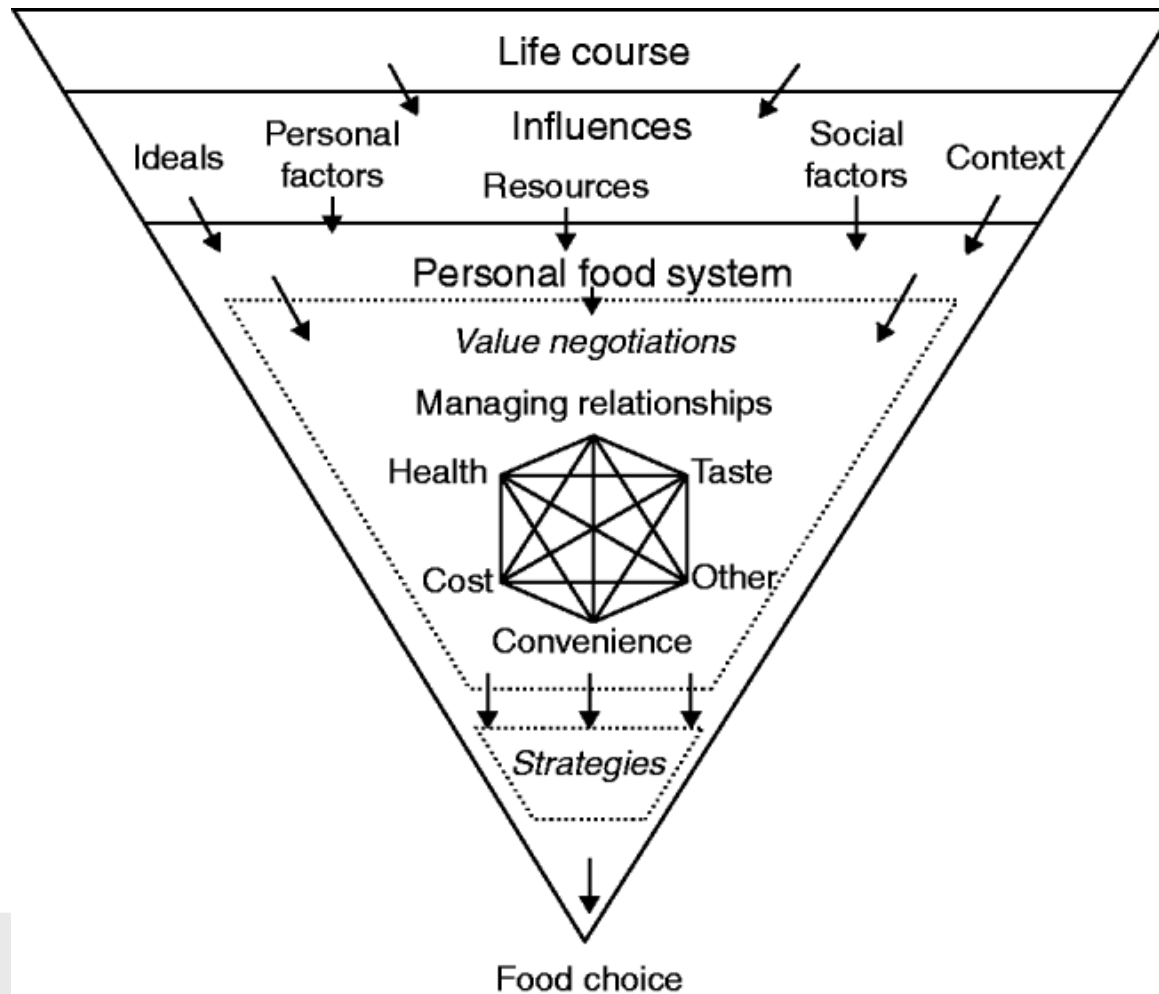 Life course
Influences
Ideals
Personal
factors
Resources
Social
factors
Context
Personal food system
Value negotiations
Managing relationships
Health
Taste
Cost
Other
Convenience
Strategies
Food choice